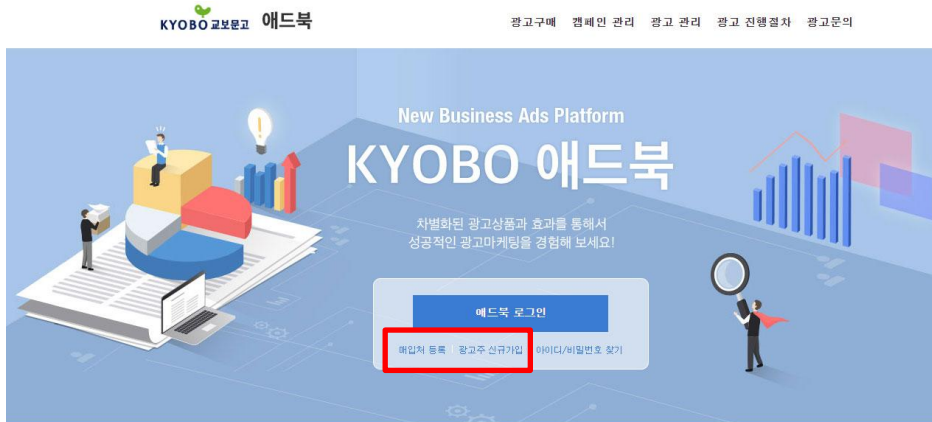 KYOBO 교보문고 애드북
광고구매 캠페인 관리 광고 관리 광고 진행절차 광고문의
New Business Ads Platform
KYOBO 애드북
차별화된 광고상품과 효과를 통해서
성공적인 광고마케팅을 경험해 보세요!
애드북 로그인
매입처 등록 광고주 신규가입 아이디/비밀번호 찾기